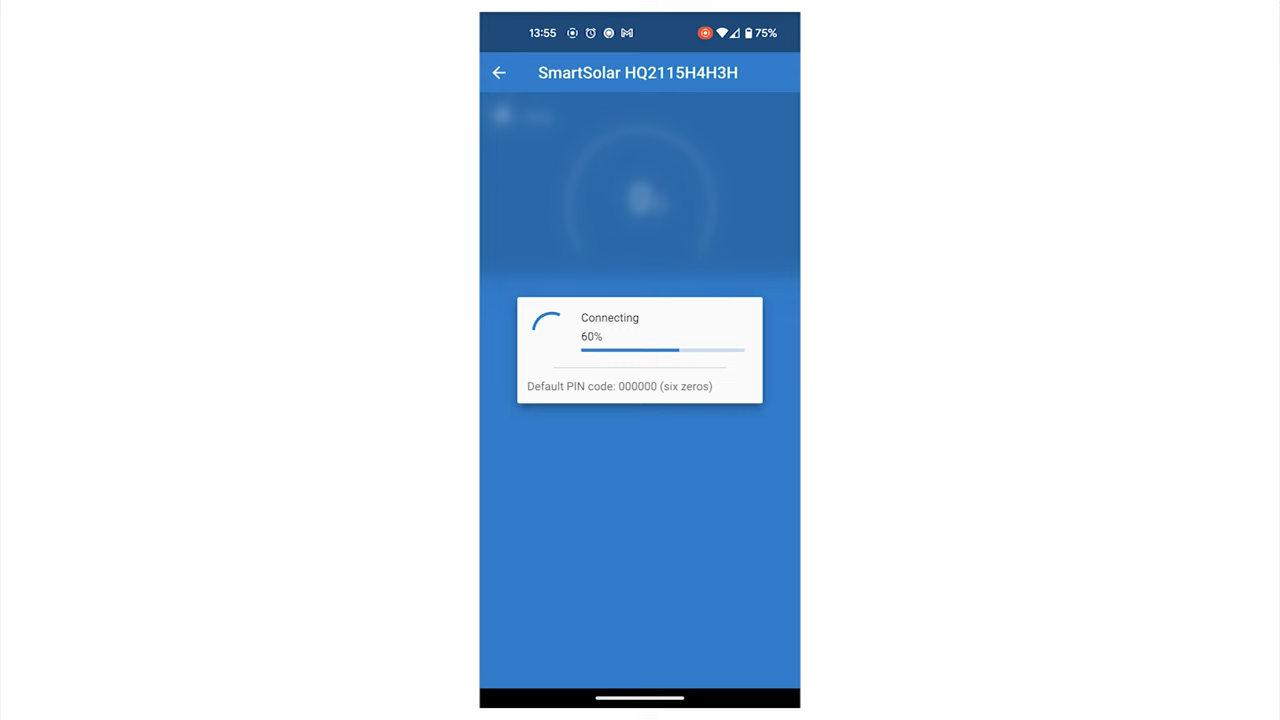 13:55 75%
SmartSolar HQ2115H4H3H
Connecting
60%
Default PIN code: 000000 (six zeros)